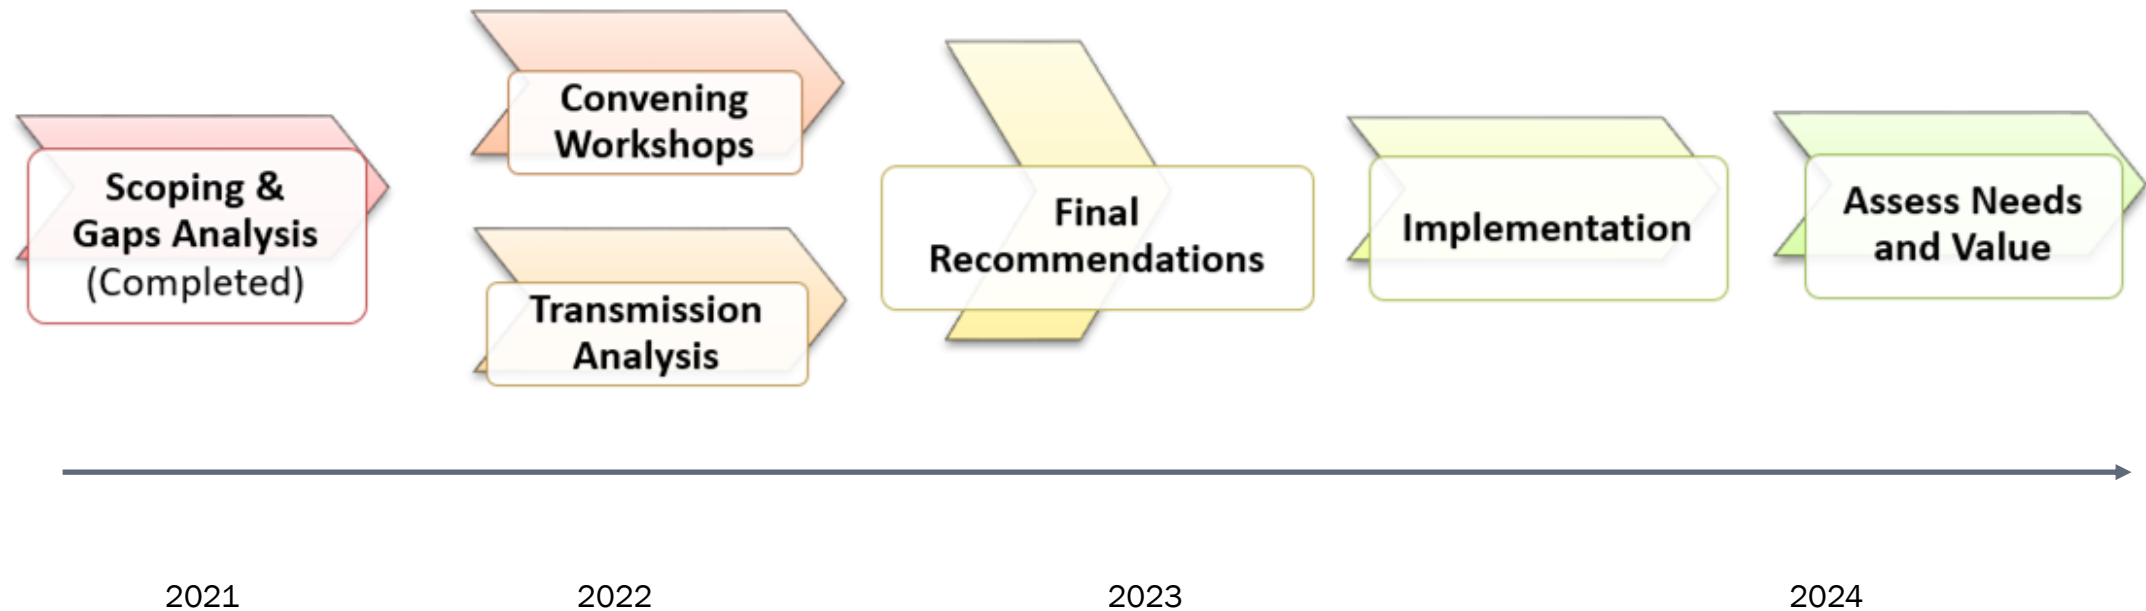 Scoping &
Gaps Analysis
(Completed)
Convening
Workshops
Transmission
Analysis
Final
Recommendations
Implementation
Assess Needs
and Value
2021
2022
2023
2024